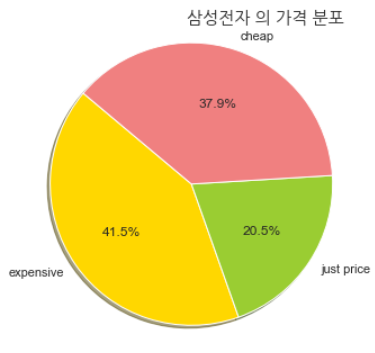 삼성전자 의 가격 분포
cheap
37.9%
41.5%
20.5%
expensive
just price